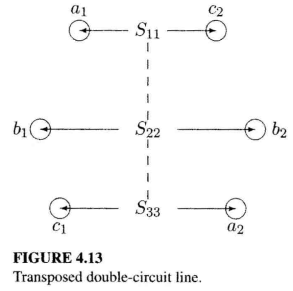 a₁ c₂
S₁₁
b₁ S₂₂ b₂
S₃₃
c₁ a₂
FIGURE 4.13
Transposed double-circuit line.